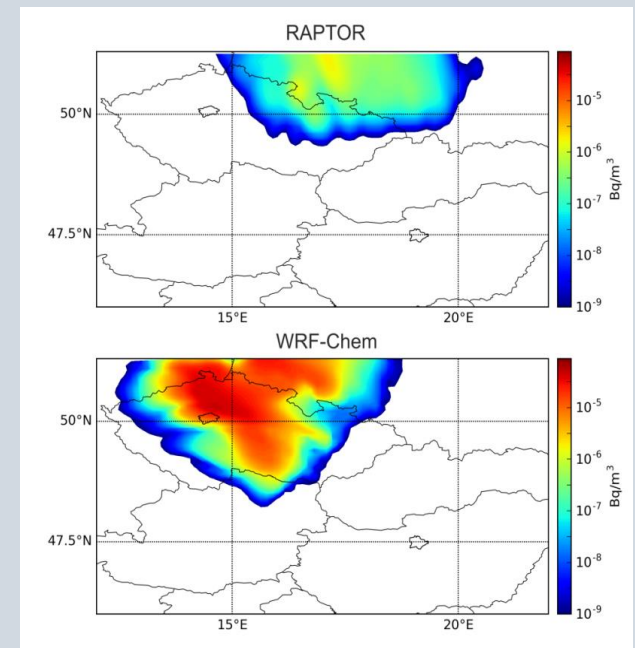 RAPTOR
50°N
47.5°N
15°E
20°E
10⁻⁵
10⁻⁶
10⁻⁷
10⁻⁸
10⁻⁹
Bq/m³
WRF-Chem
50°N
47.5°N
15°E
20°E
10⁻⁵
10⁻⁶
10⁻⁷
10⁻⁸
10⁻⁹
Bq/m³